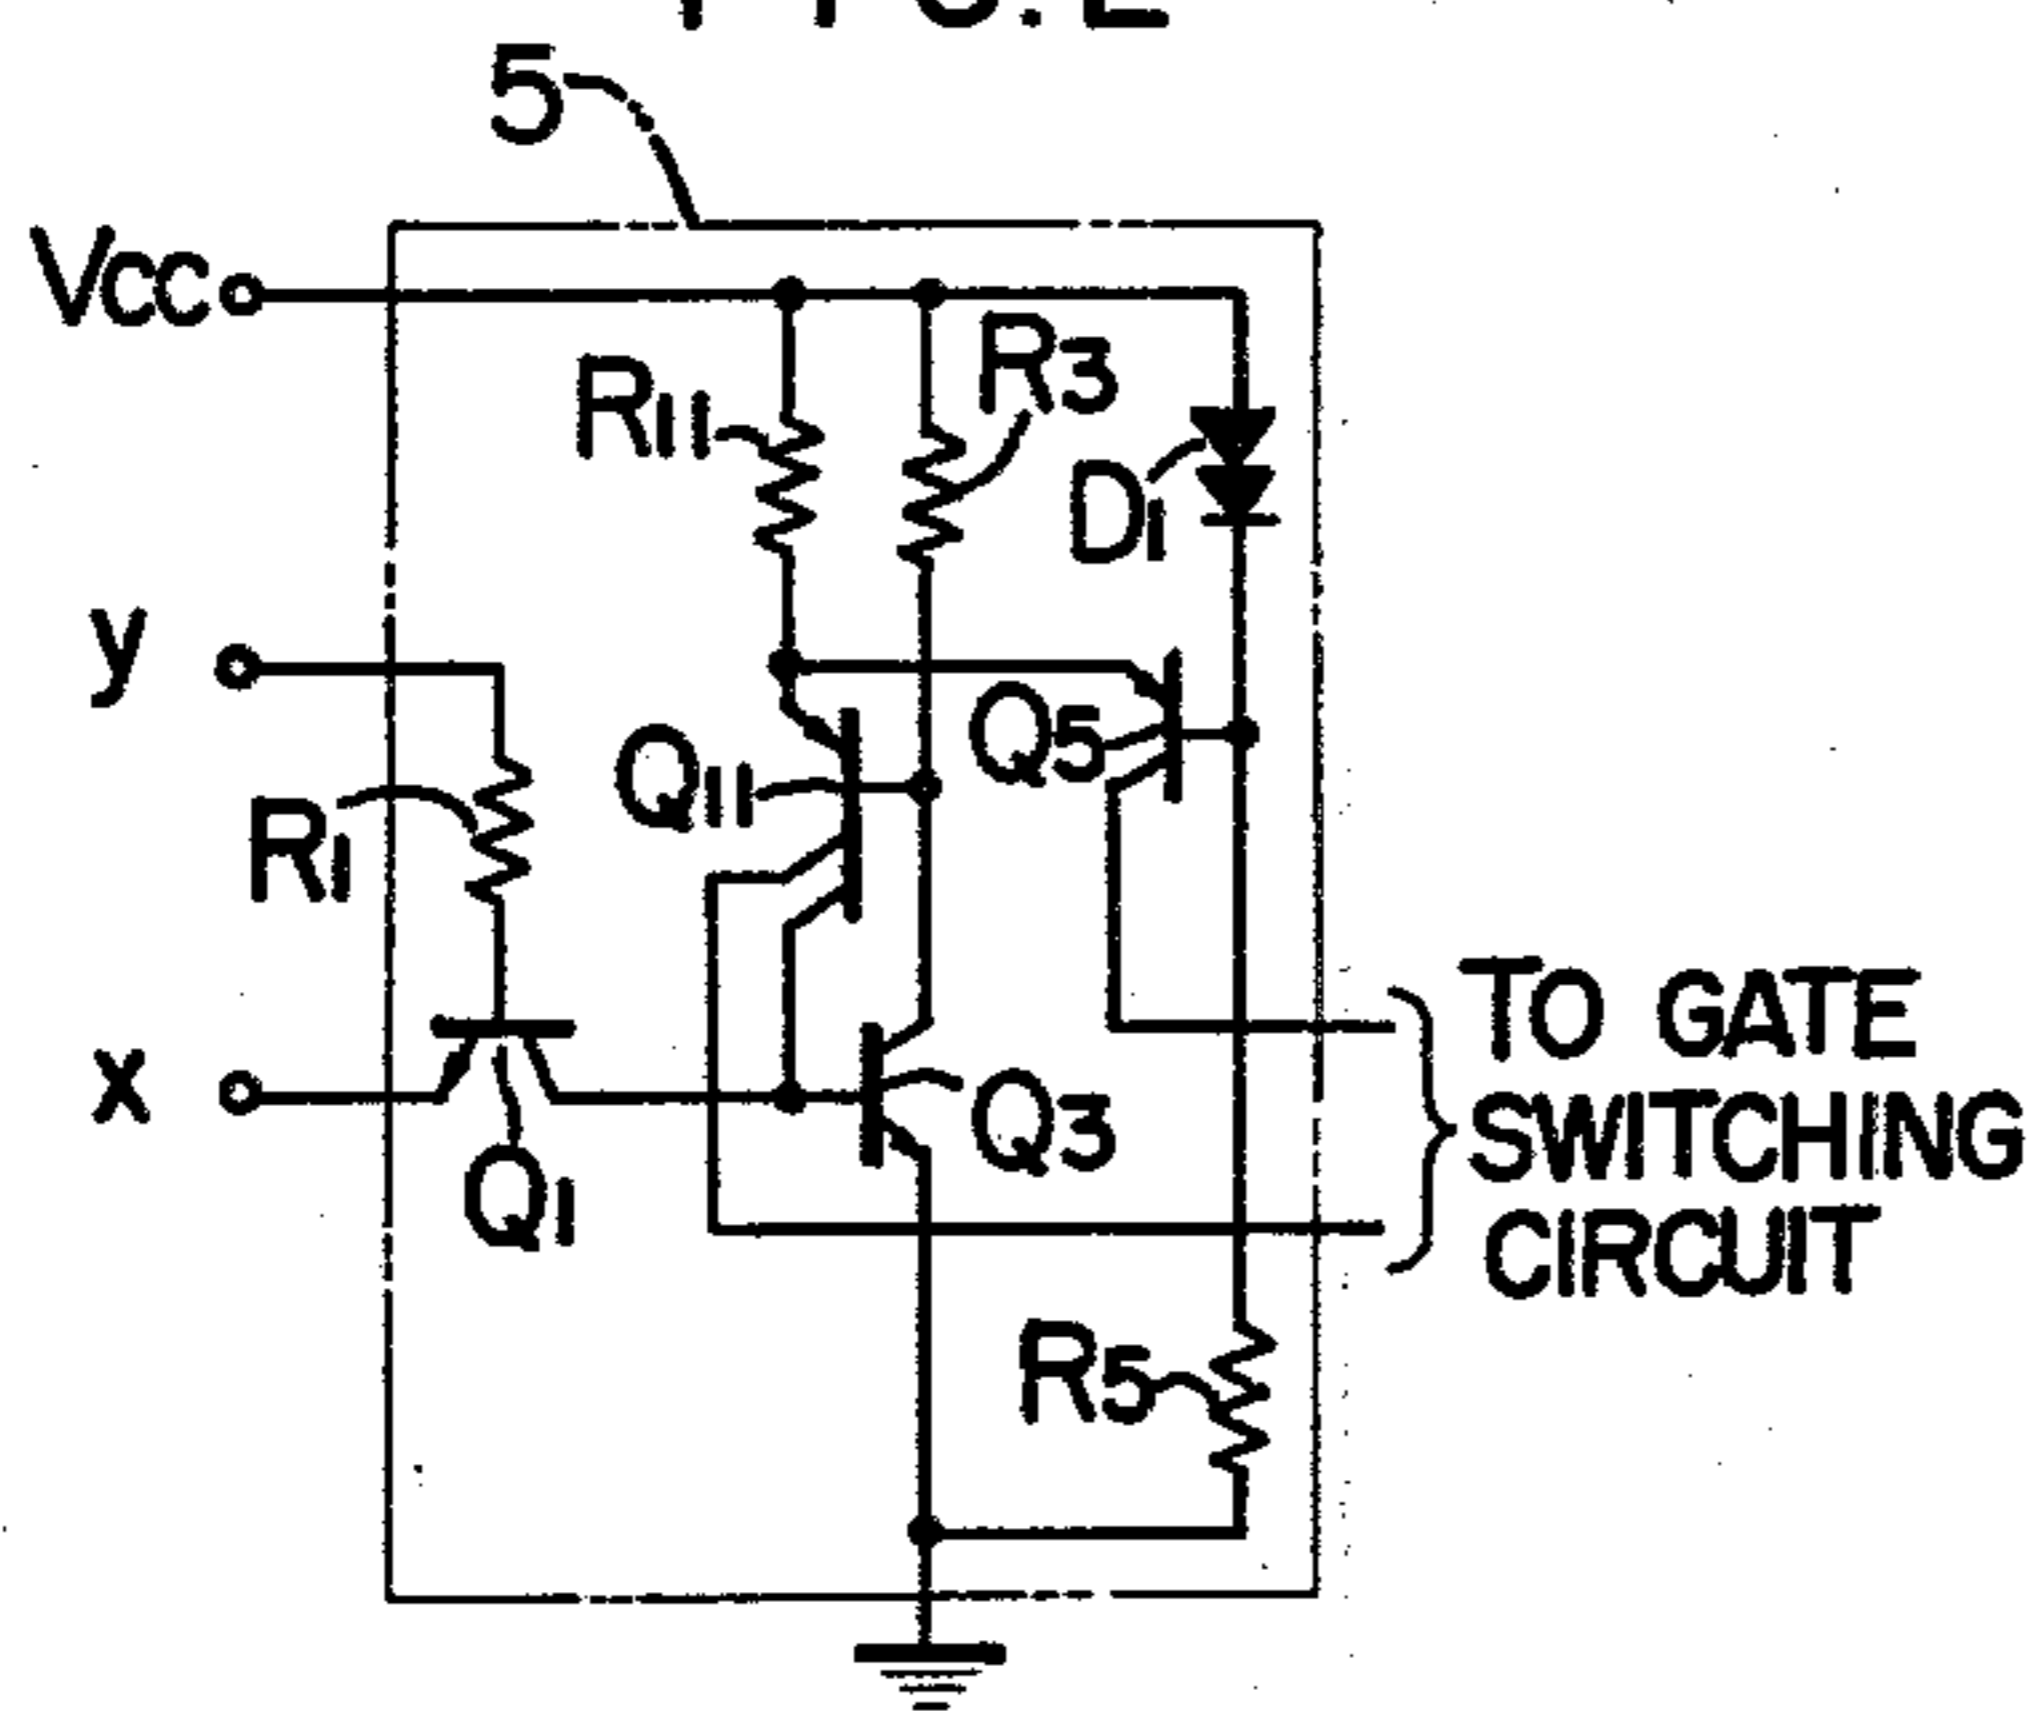 5
Vcc
R11
R3
D1
y
Q11
Q5
R1
x
Q1
Q3
TO GATE
SWITCHING
CIRCUIT
R5